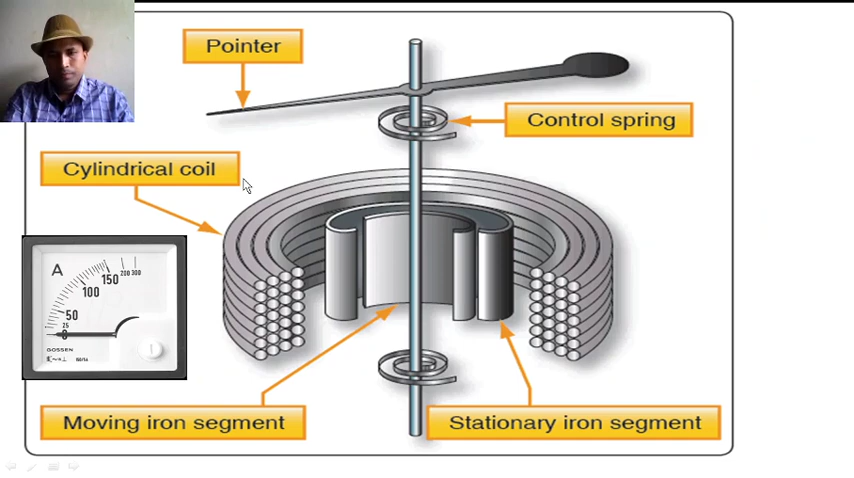 Pointer
Control spring
Cylindrical coil
A
0
25
50
100
150
200
300
GOSSEN
Moving iron segment
Stationary iron segment